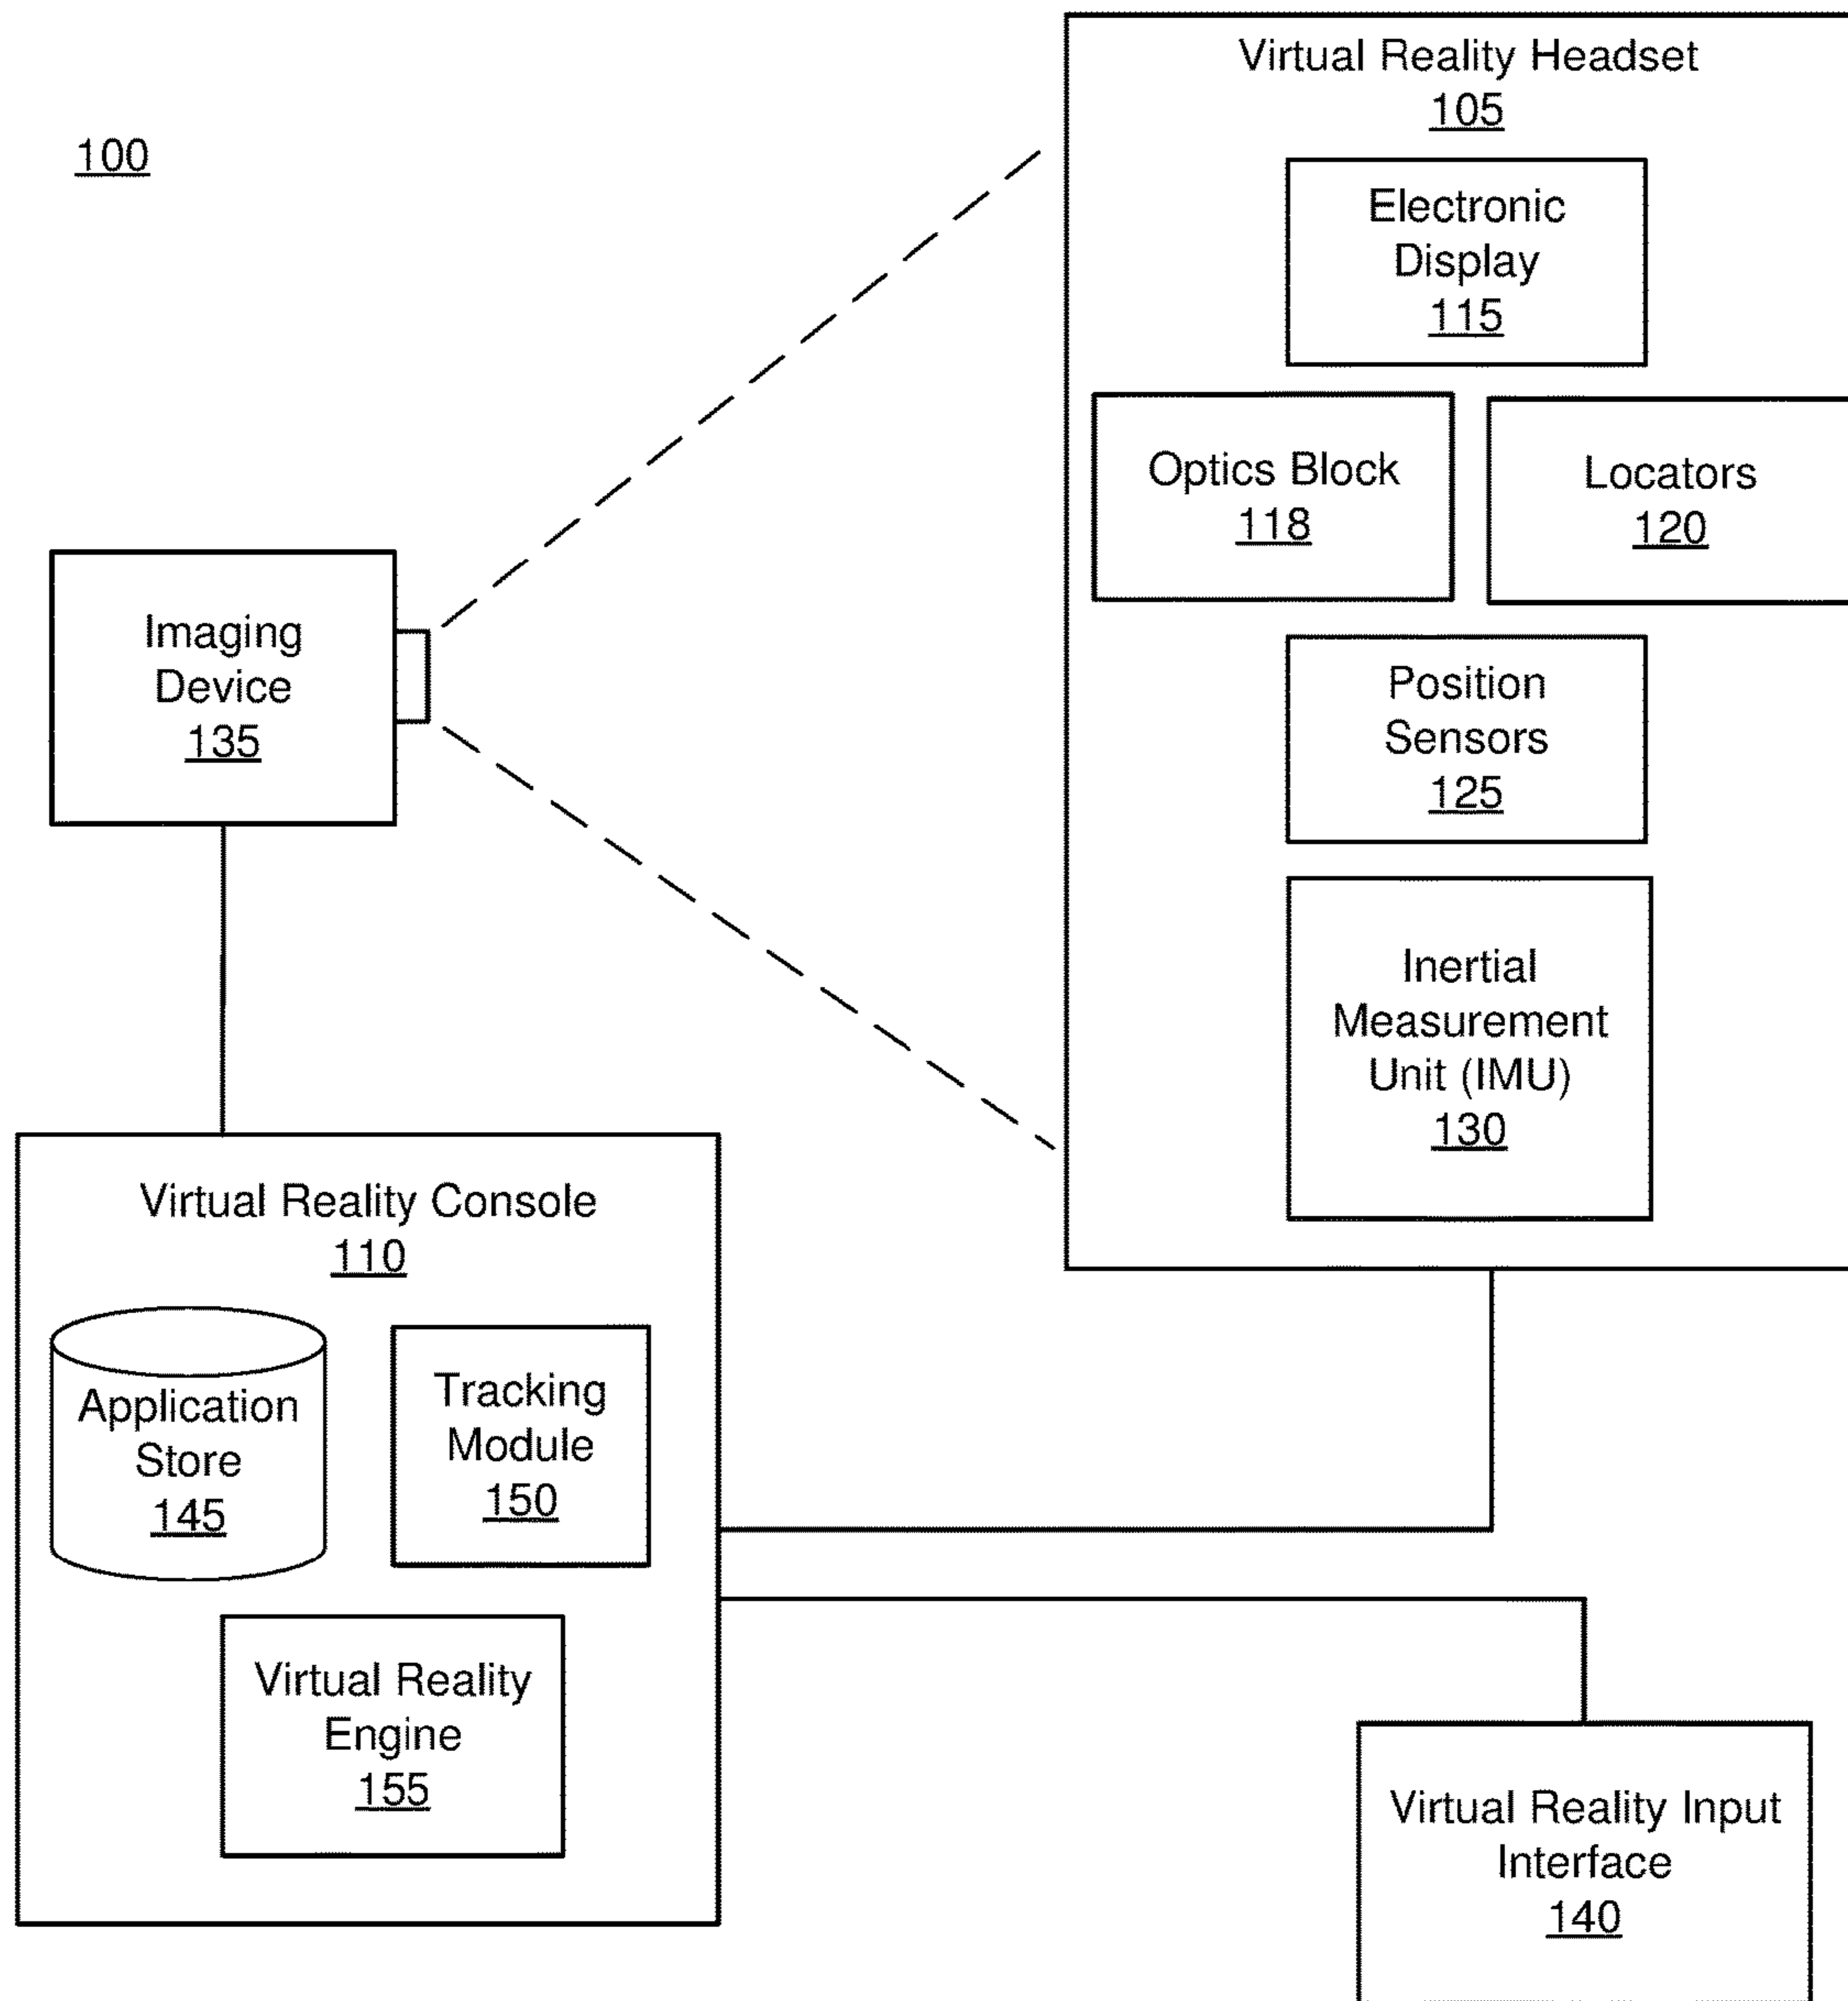 100
Virtual Reality Headset
105
Electronic
Display
115
Optics Block
118
Locators
120
Position
Sensors
125
Inertial
Measurement
Unit (IMU)
130
Imaging
Device
135
Virtual Reality Console
110
Application
Store
145
Tracking
Module
150
Virtual Reality
Engine
155
Virtual Reality Input
Interface
140